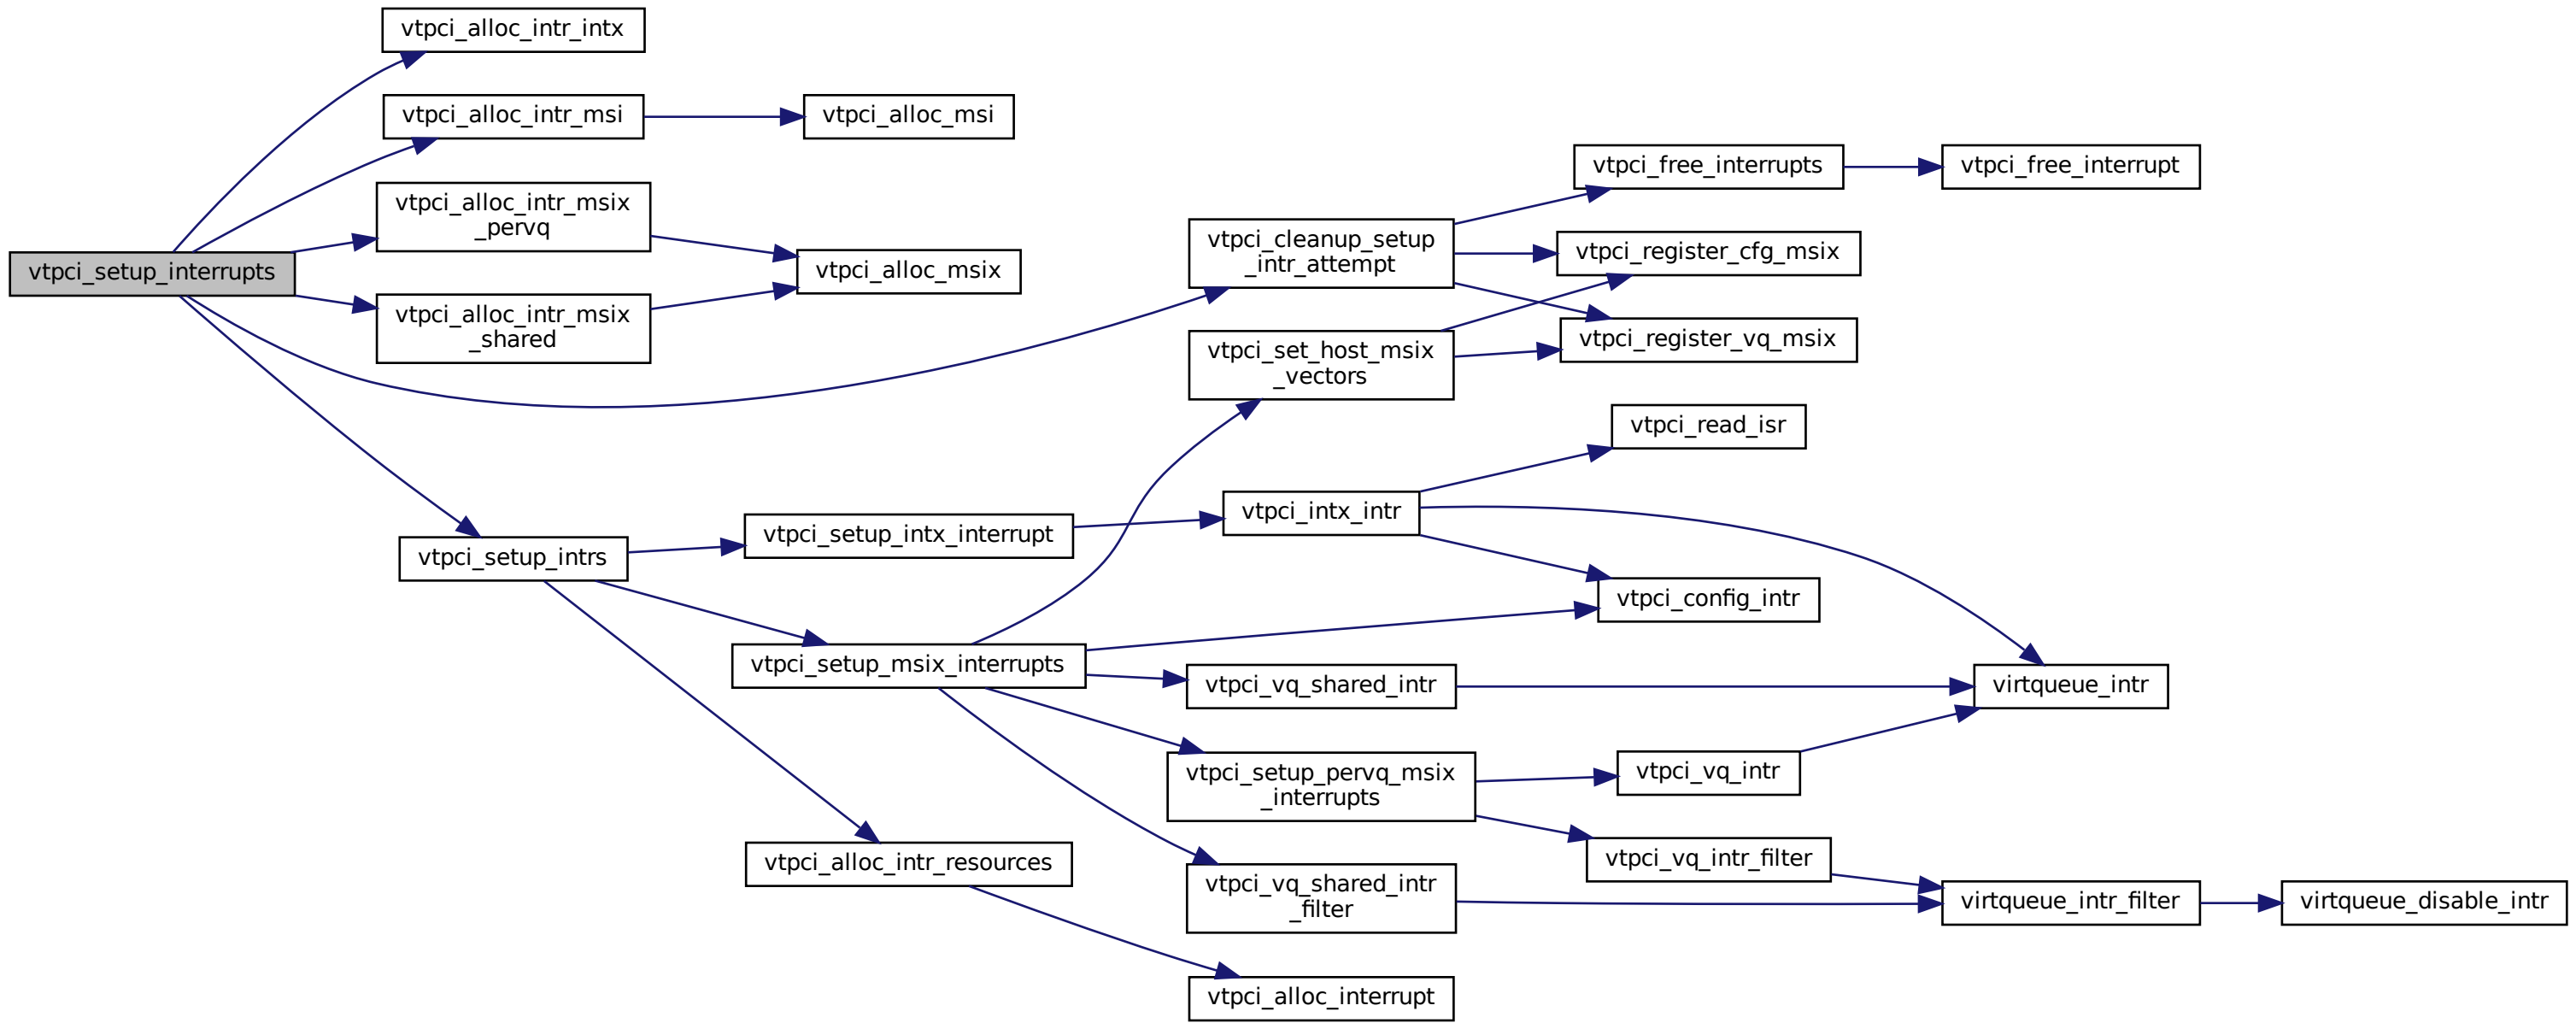 vtpci_setup_interrupts
vtpci_alloc_intr_intx
vtpci_alloc_intr_msi
vtpci_alloc_msi
vtpci_alloc_intr_msix
_pervq
vtpci_alloc_intr_msix
_shared
vtpci_alloc_msix
vtpci_cleanup_setup
_intr_attempt
vtpci_free_interrupts
vtpci_free_interrupt
vtpci_register_cfg_msix
vtpci_register_vq_msix
vtpci_set_host_msix
_vectors
vtpci_setup_intrs
vtpci_setup_intx_interrupt
vtpci_intx_intr
vtpci_read_isr
vtpci_config_intr
vtpci_setup_msix_interrupts
vtpci_vq_shared_intr
virtqueue_intr
vtpci_setup_pervq_msix
_interrupts
vtpci_vq_intr
vtpci_vq_intr_filter
vtpci_vq_shared_intr
_filter
virtqueue_intr_filter
virtqueue_disable_intr
vtpci_alloc_intr_resources
vtpci_alloc_interrupt